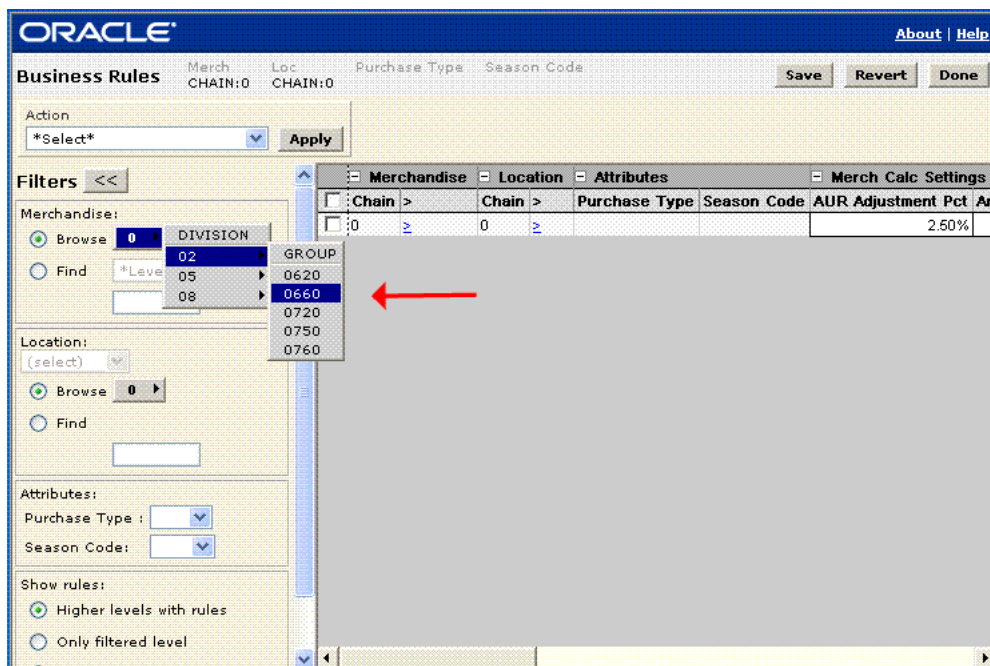 ORACLE
About | Help
Business Rules
Merch Loc Purchase Type Season Code
CHAIN:0 CHAIN:0
Save Revert Done
Action
*Select* Apply
Filters <<
Merchandise:
Browse 0
Find *Leve
DIVISION
02
05
08
GROUP
0620
0660
0720
0750
0760
Location:
(select)
Browse 0
Find
Attributes:
Purchase Type :
Season Code:
Show rules:
Higher levels with rules
Only filtered level
Merchandise Location Attributes Merch Calc Settings
Chain > Chain > Purchase Type Season Code AUR Adjustment Pct
0 > 0 > 2.50%